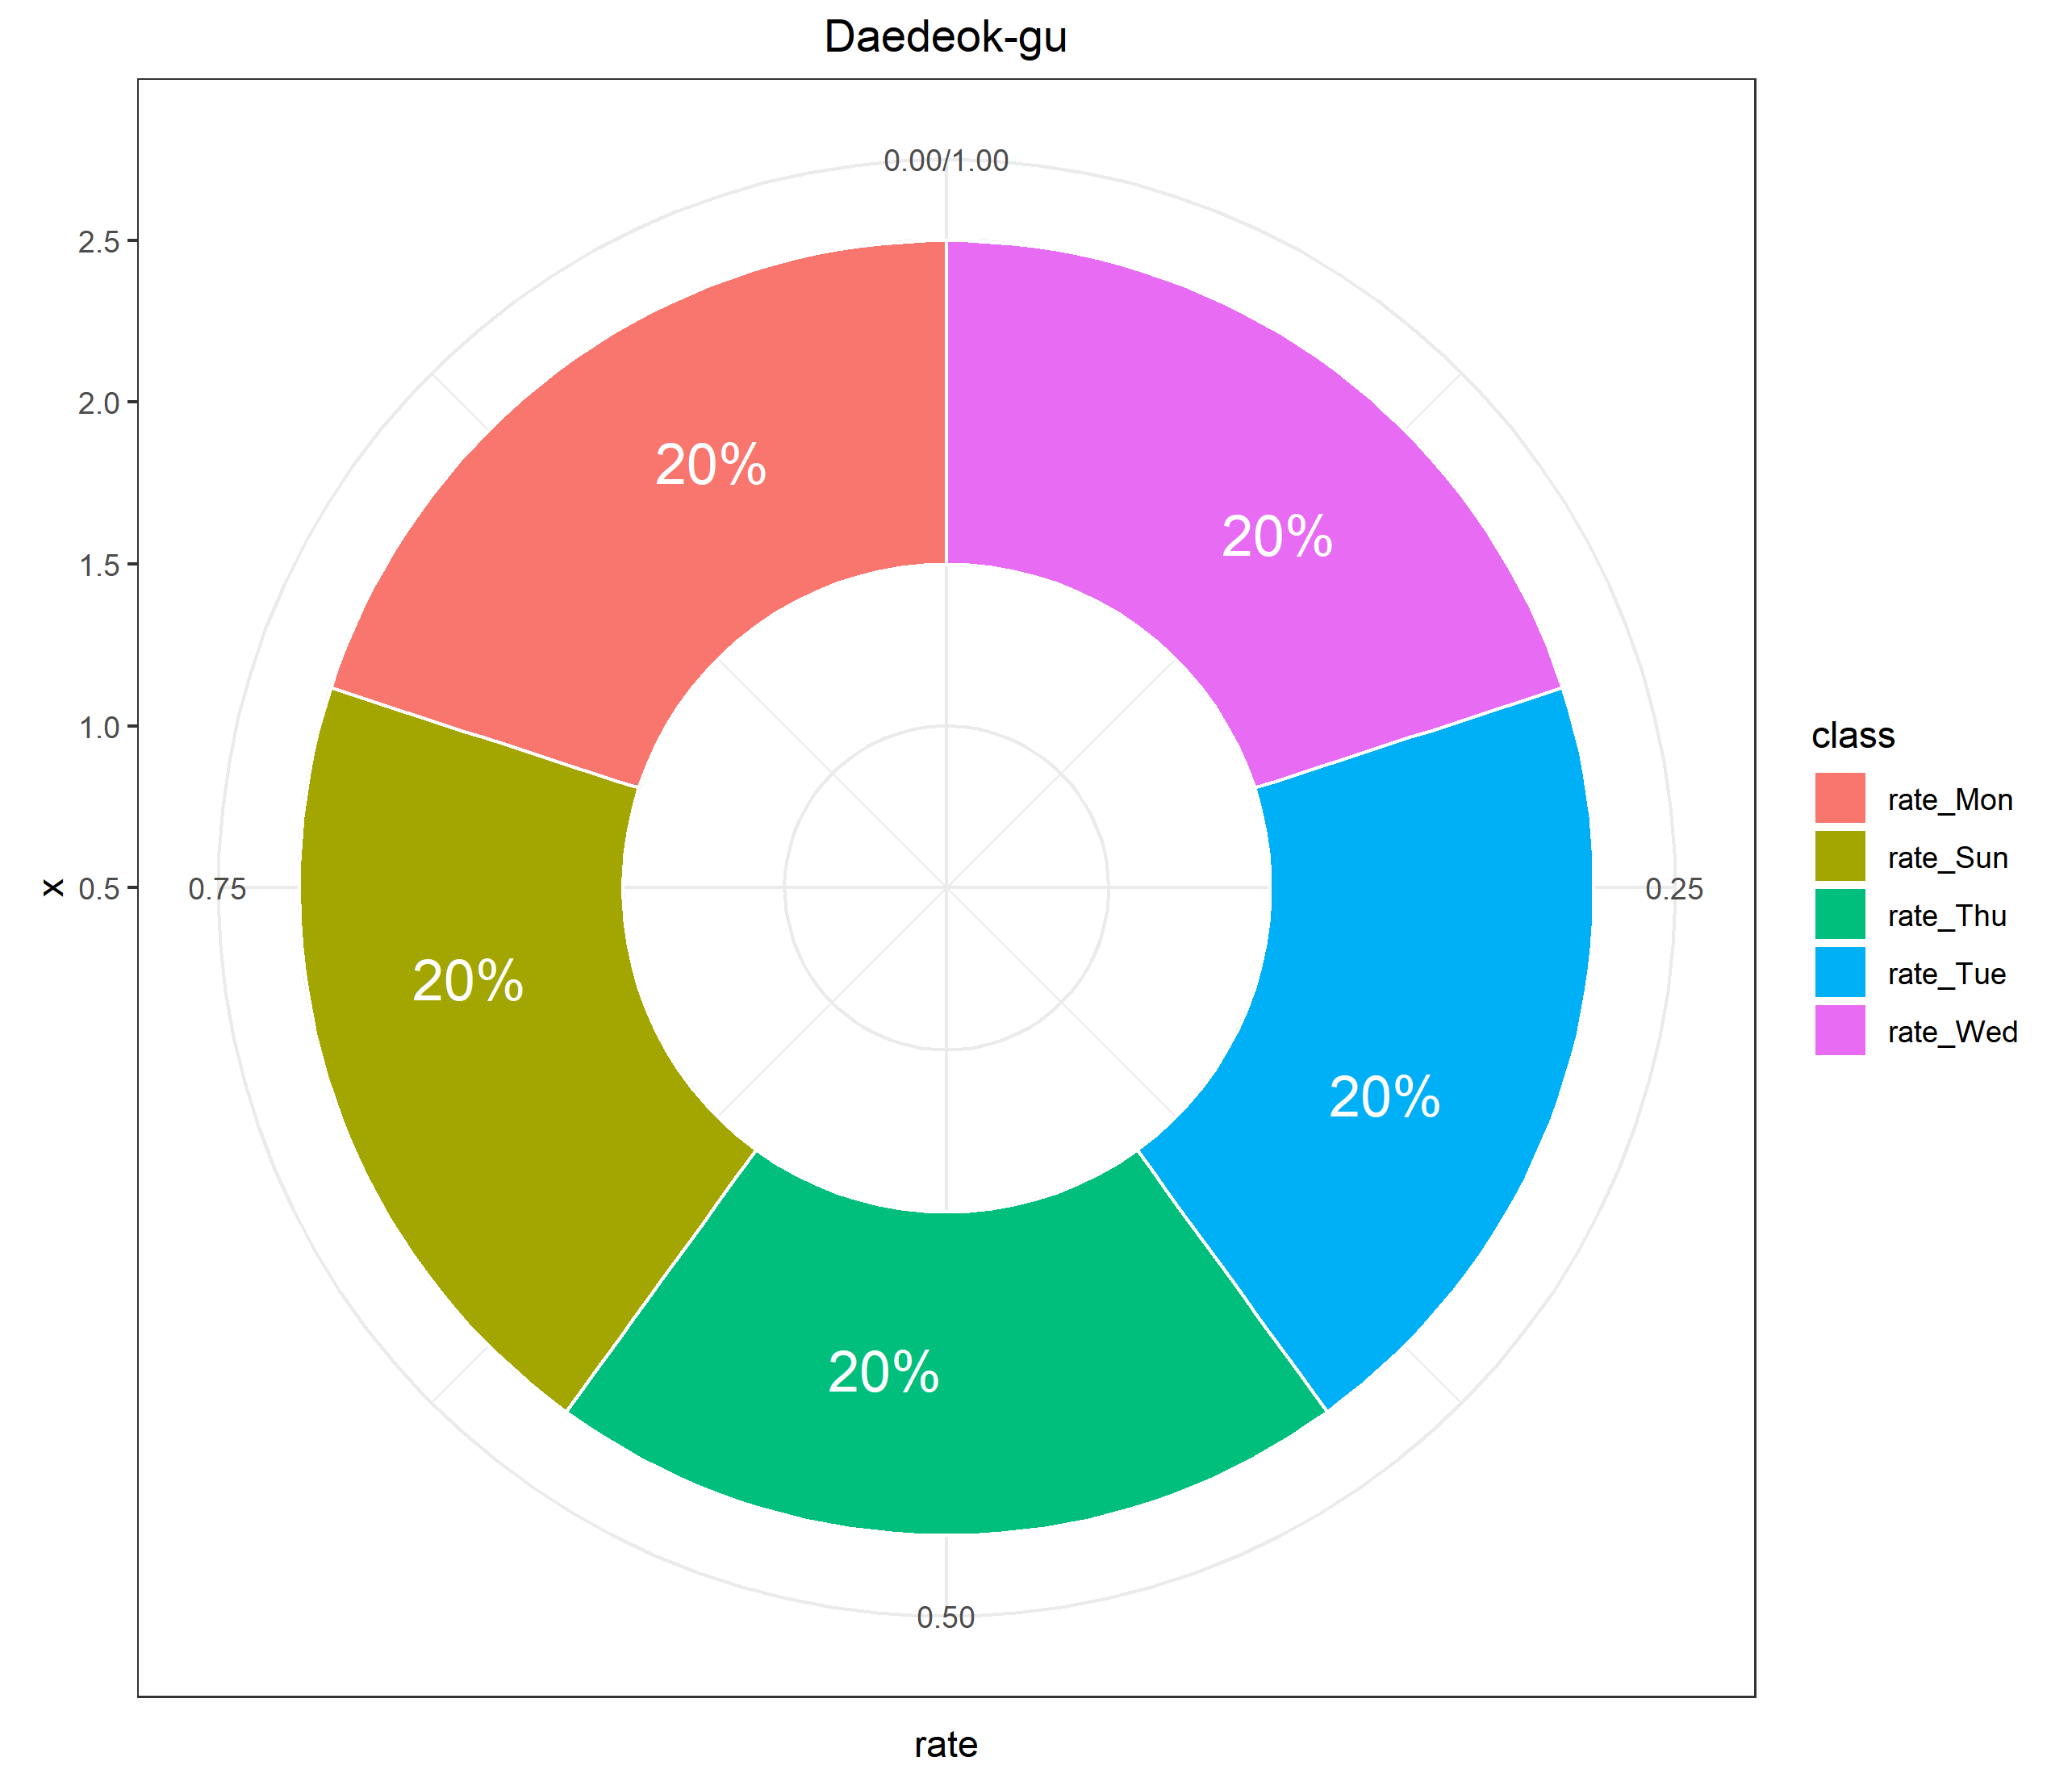 Daedeok-gu
0.00/1.00
2.5
2.0
20%
20%
1.5
1.0
x
0.5
0.75
0.25
20%
20%
20%
0.50
rate
class
rate_Mon
rate_Sun
rate_Thu
rate_Tue
rate_Wed